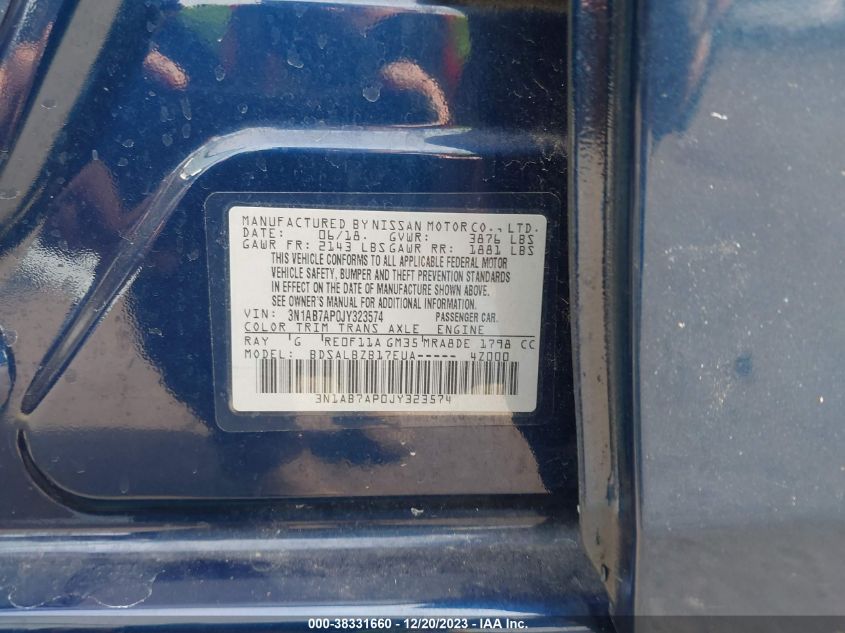 MANUFACTURED BY NISSAN MOTOR CO., LTD.
DATE: 06/18. GVWR: 3876 LBS
GAWR FR: 2143 LBS GAWR RR: 1881 LBS
THIS VEHICLE CONFORMS TO ALL APPLICABLE FEDERAL MOTOR
VEHICLE SAFETY, BUMPER AND THEFT PREVENTION STANDARDS
IN EFFECT ON THE DATE OF MANUFACTURE SHOWN ABOVE.
SEE OWNER'S MANUAL FOR ADDITIONAL INFORMATION.
VIN: 3N1AB7AP0JY323574 PASSENGER CAR.
COLOR TRIM TRANS AXLE ENGINE
RAY G RE0F11A GM35 MRA8DE 1798 CC
MODEL: BDSALBZB17EUA----- 4Z000
3N1AB7AP0JY323574
000-38331660 - 12/20/2023 - IAA Inc.